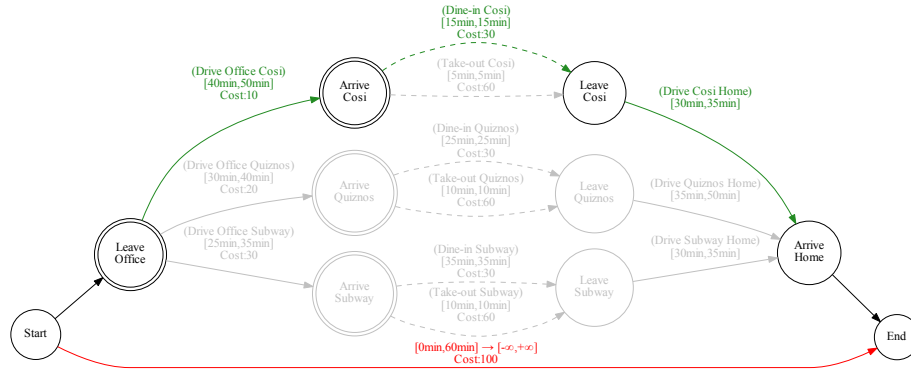 (Dine-in Cosi)
[15min,15min]
Cost:30
(Drive Office Cosi)
[40min,50min]
Cost:10
Arrive
Cosi
(Take-out Cosi)
[5min,5min]
Cost:60
Leave
Cosi
(Drive Cosi Home)
[30min,35min]
(Dine-in Quiznos)
[25min,25min]
Cost:30
(Drive Office Quiznos)
[30min,40min]
Cost:20
Arrive
Quiznos
(Take-out Quiznos)
[10min,10min]
Cost:60
Leave
Quiznos
(Drive Quiznos Home)
[35min,50min]
Leave
Office
(Drive Office Subway)
[25min,35min]
Cost:30
(Dine-in Subway)
[35min,35min]
Cost:30
(Drive Subway Home)
[30min,35min]
Arrive
Home
Arrive
Subway
(Take-out Subway)
[10min,10min]
Cost:60
Leave
Subway
Start
[0min,60min] → [-∞,+∞]
Cost:100
End